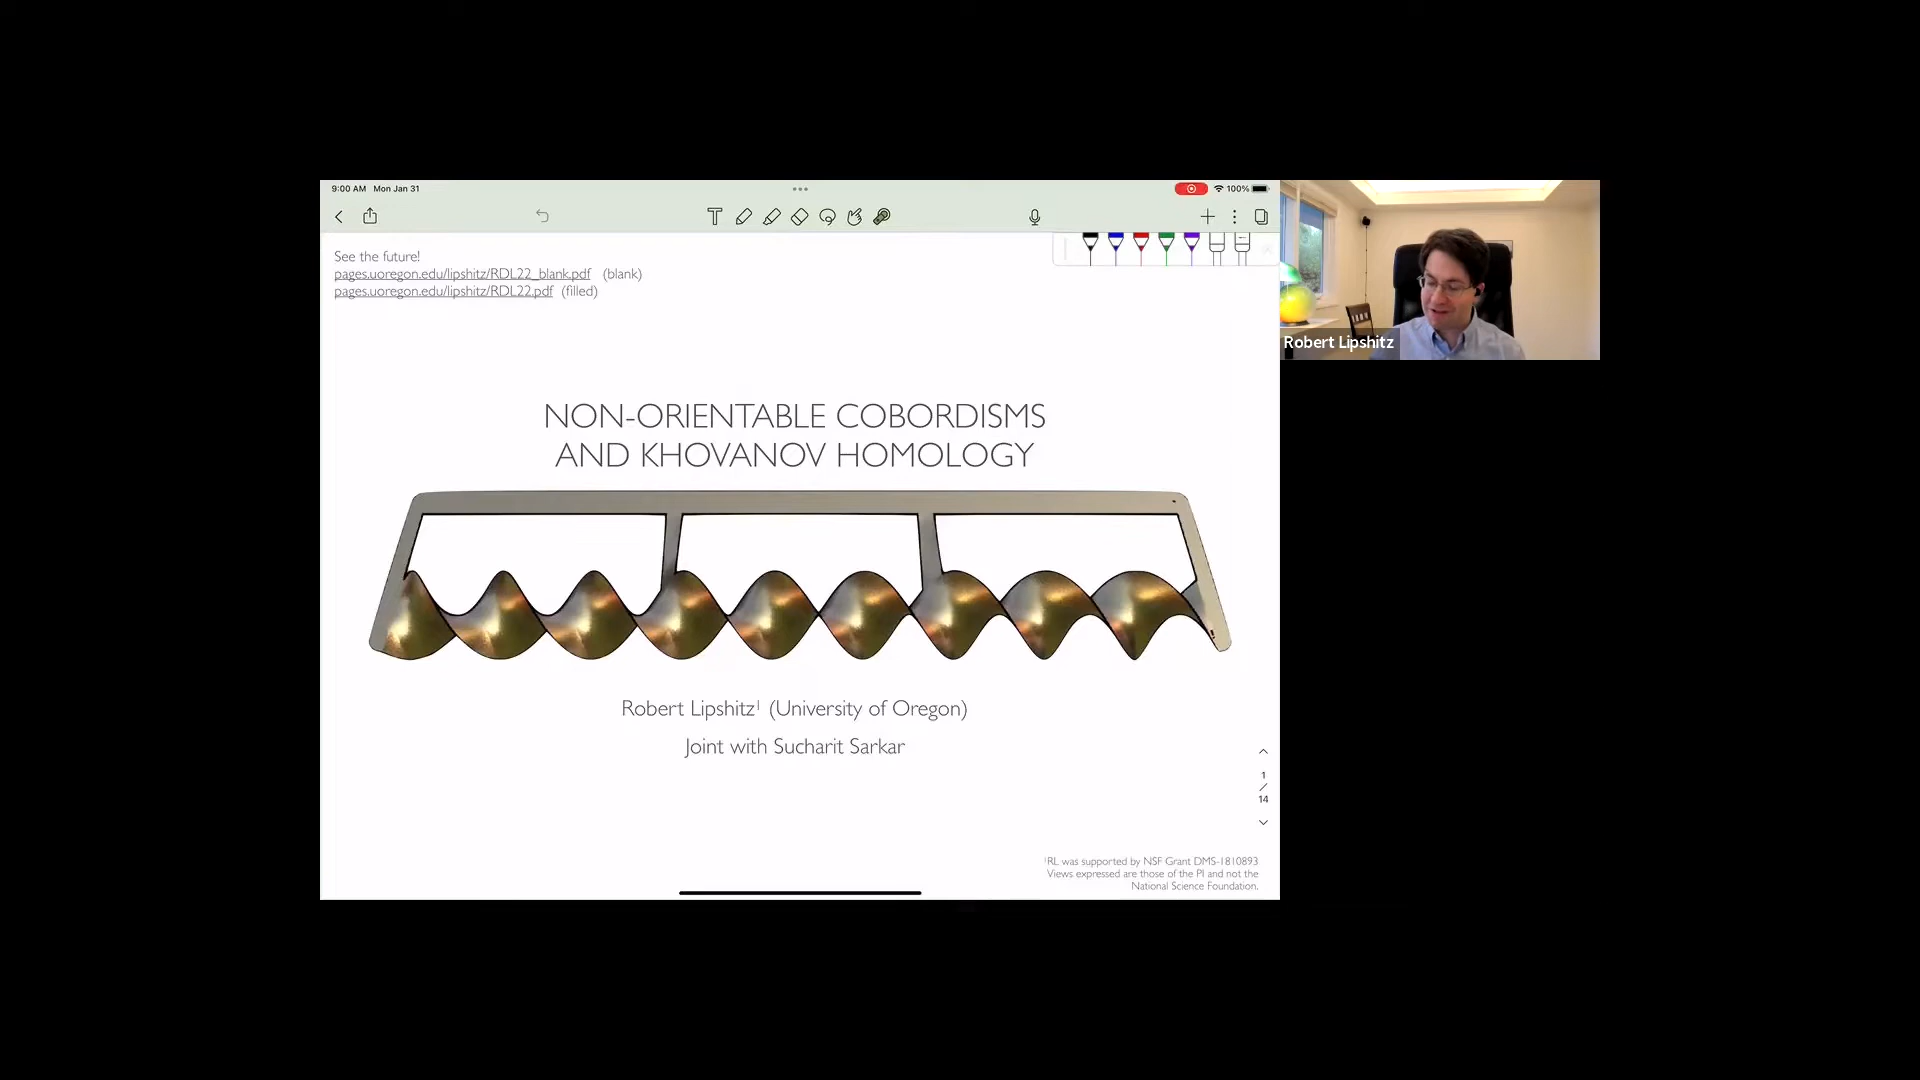 9:00 AM Mon Jan 31
100%
See the future!
pages.uoregon.edu/lipshitz/RDL22_blank.pdf (blank)
pages.uoregon.edu/lipshitz/RDL22.pdf (filled)
Robert Lipshitz
NON-ORIENTABLE COBORDISMS
AND KHOVANOV HOMOLOGY
Robert Lipshitz¹ (University of Oregon)
Joint with Sucharit Sarkar
1
/
14
¹RL was supported by NSF Grant DMS-1810893
Views expressed are those of the PI and not the
National Science Foundation.